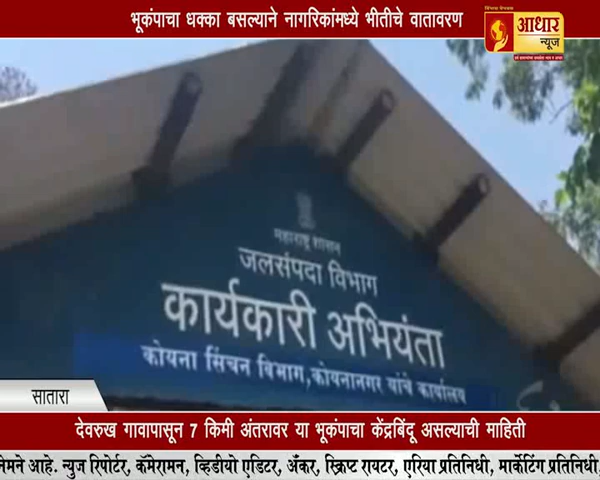 भूकंपाचा धक्का बसल्याने नागरिकांमध्ये भीतीचे वातावरण
आधार
न्यूज
महाराष्ट्र शासन
जलसंपदा विभाग
कार्यकारी अभियंता
कोयना सिंचन विभाग,कोयनानगर यांचे कार्यालय
सातारा
देवरुख गावापासून 7 किमी अंतरावर या भूकंपाचा केंद्रबिंदू असल्याची माहिती
नेमने आहे. न्युज रिपोर्टर, कॅमेरामन, व्हिडीओ एडिटर, अँकर, स्क्रिप्ट रायटर, एरिया प्रतिनिधी, मार्केटिंग प्रतिनिधी,